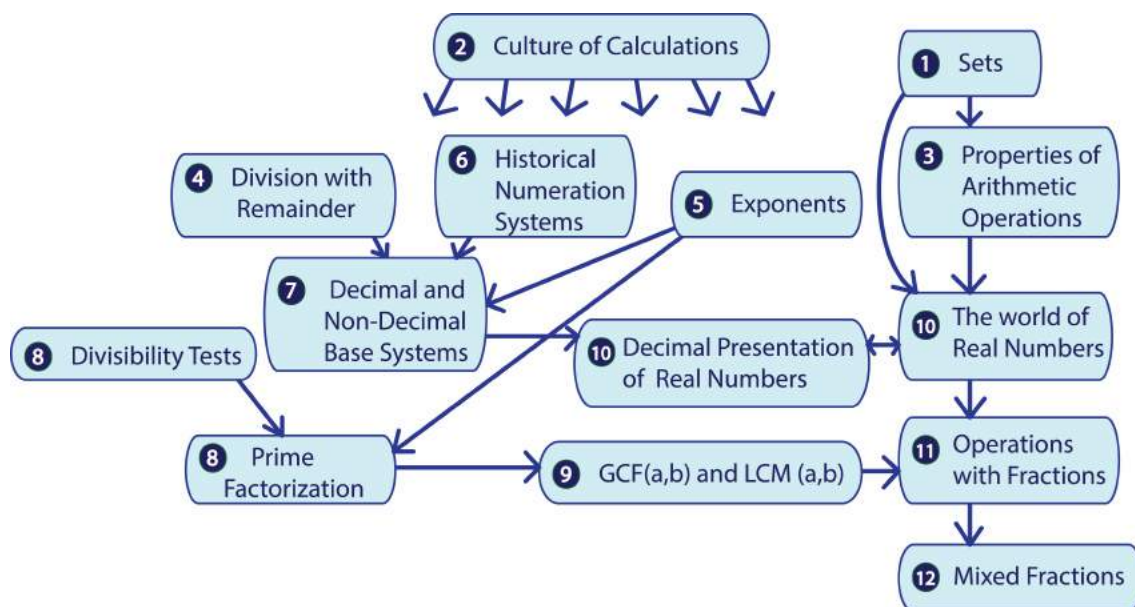 2 Culture of Calculations
1 Sets
3 Properties of
Arithmetic
Operations
4 Division with
Remainder
6 Historical
Numeration
Systems
5 Exponents
7 Decimal and
Non-Decimal
Base Systems
8 Divisibility Tests
10 Decimal Presentation
of Real Numbers
10 The world of
Real Numbers
8 Prime
Factorization
9 GCF(a,b) and LCM (a,b)
11 Operations
with Fractions
12 Mixed Fractions